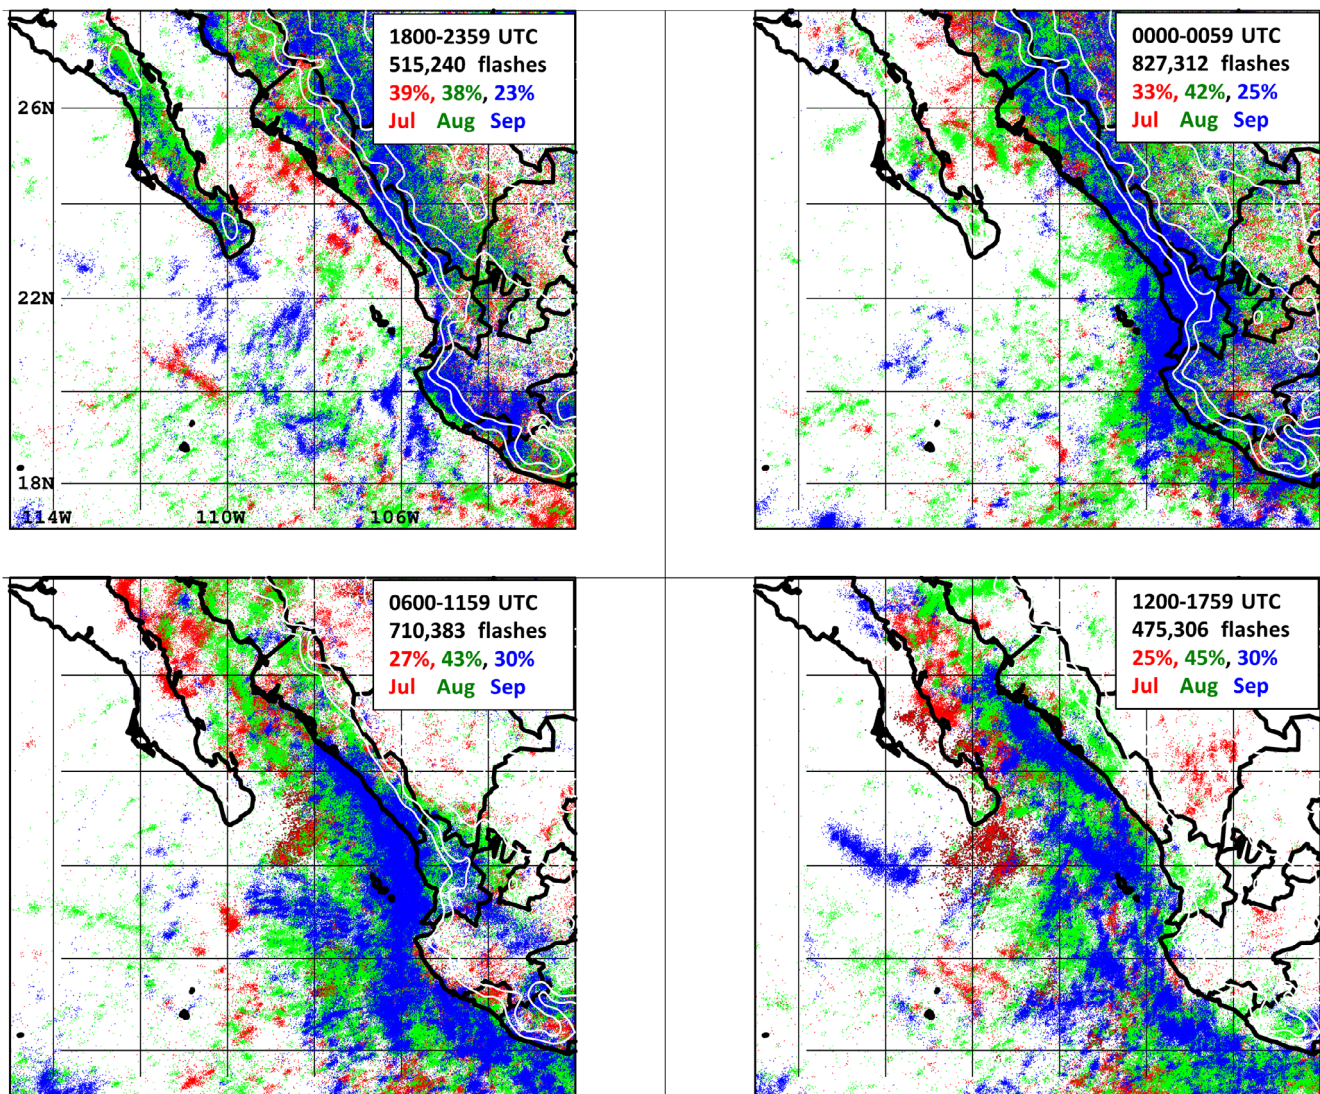 1800-2359 UTC
515,240 flashes
39%, 38%, 23%
Jul Aug Sep
26N
22N
18N
114W 110W 106W
0000-0059 UTC
827,312 flashes
33%, 42%, 25%
Jul Aug Sep
0600-1159 UTC
710,383 flashes
27%, 43%, 30%
Jul Aug Sep
1200-1759 UTC
475,306 flashes
25%, 45%, 30%
Jul Aug Sep